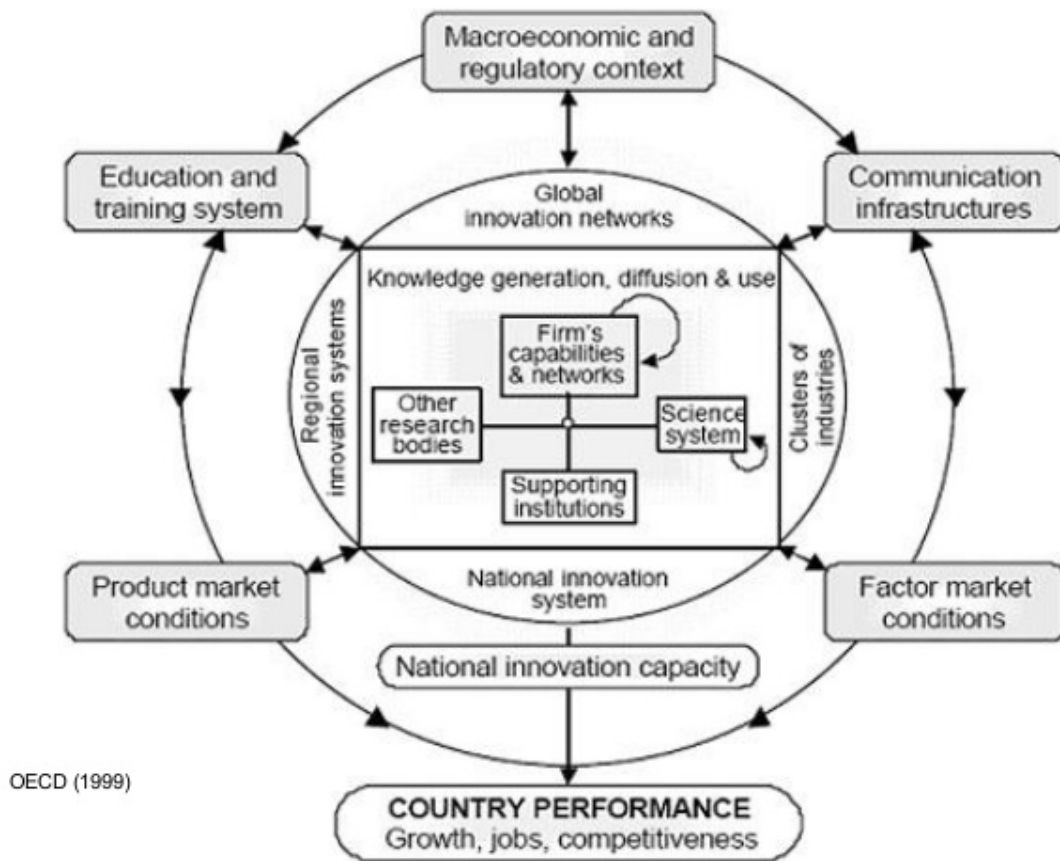 Macroeconomic and
regulatory context
Education and
training system
Communication
infrastructures
Global
innovation networks
Knowledge generation, diffusion & use
Regional
innovation systems
Firm's
capabilities
& networks
Clusters of
industries
Other
research
bodies
Science
system
Supporting
institutions
Product market
conditions
National innovation
system
Factor market
conditions
National innovation capacity
OECD (1999)
COUNTRY PERFORMANCE
Growth, jobs, competitiveness